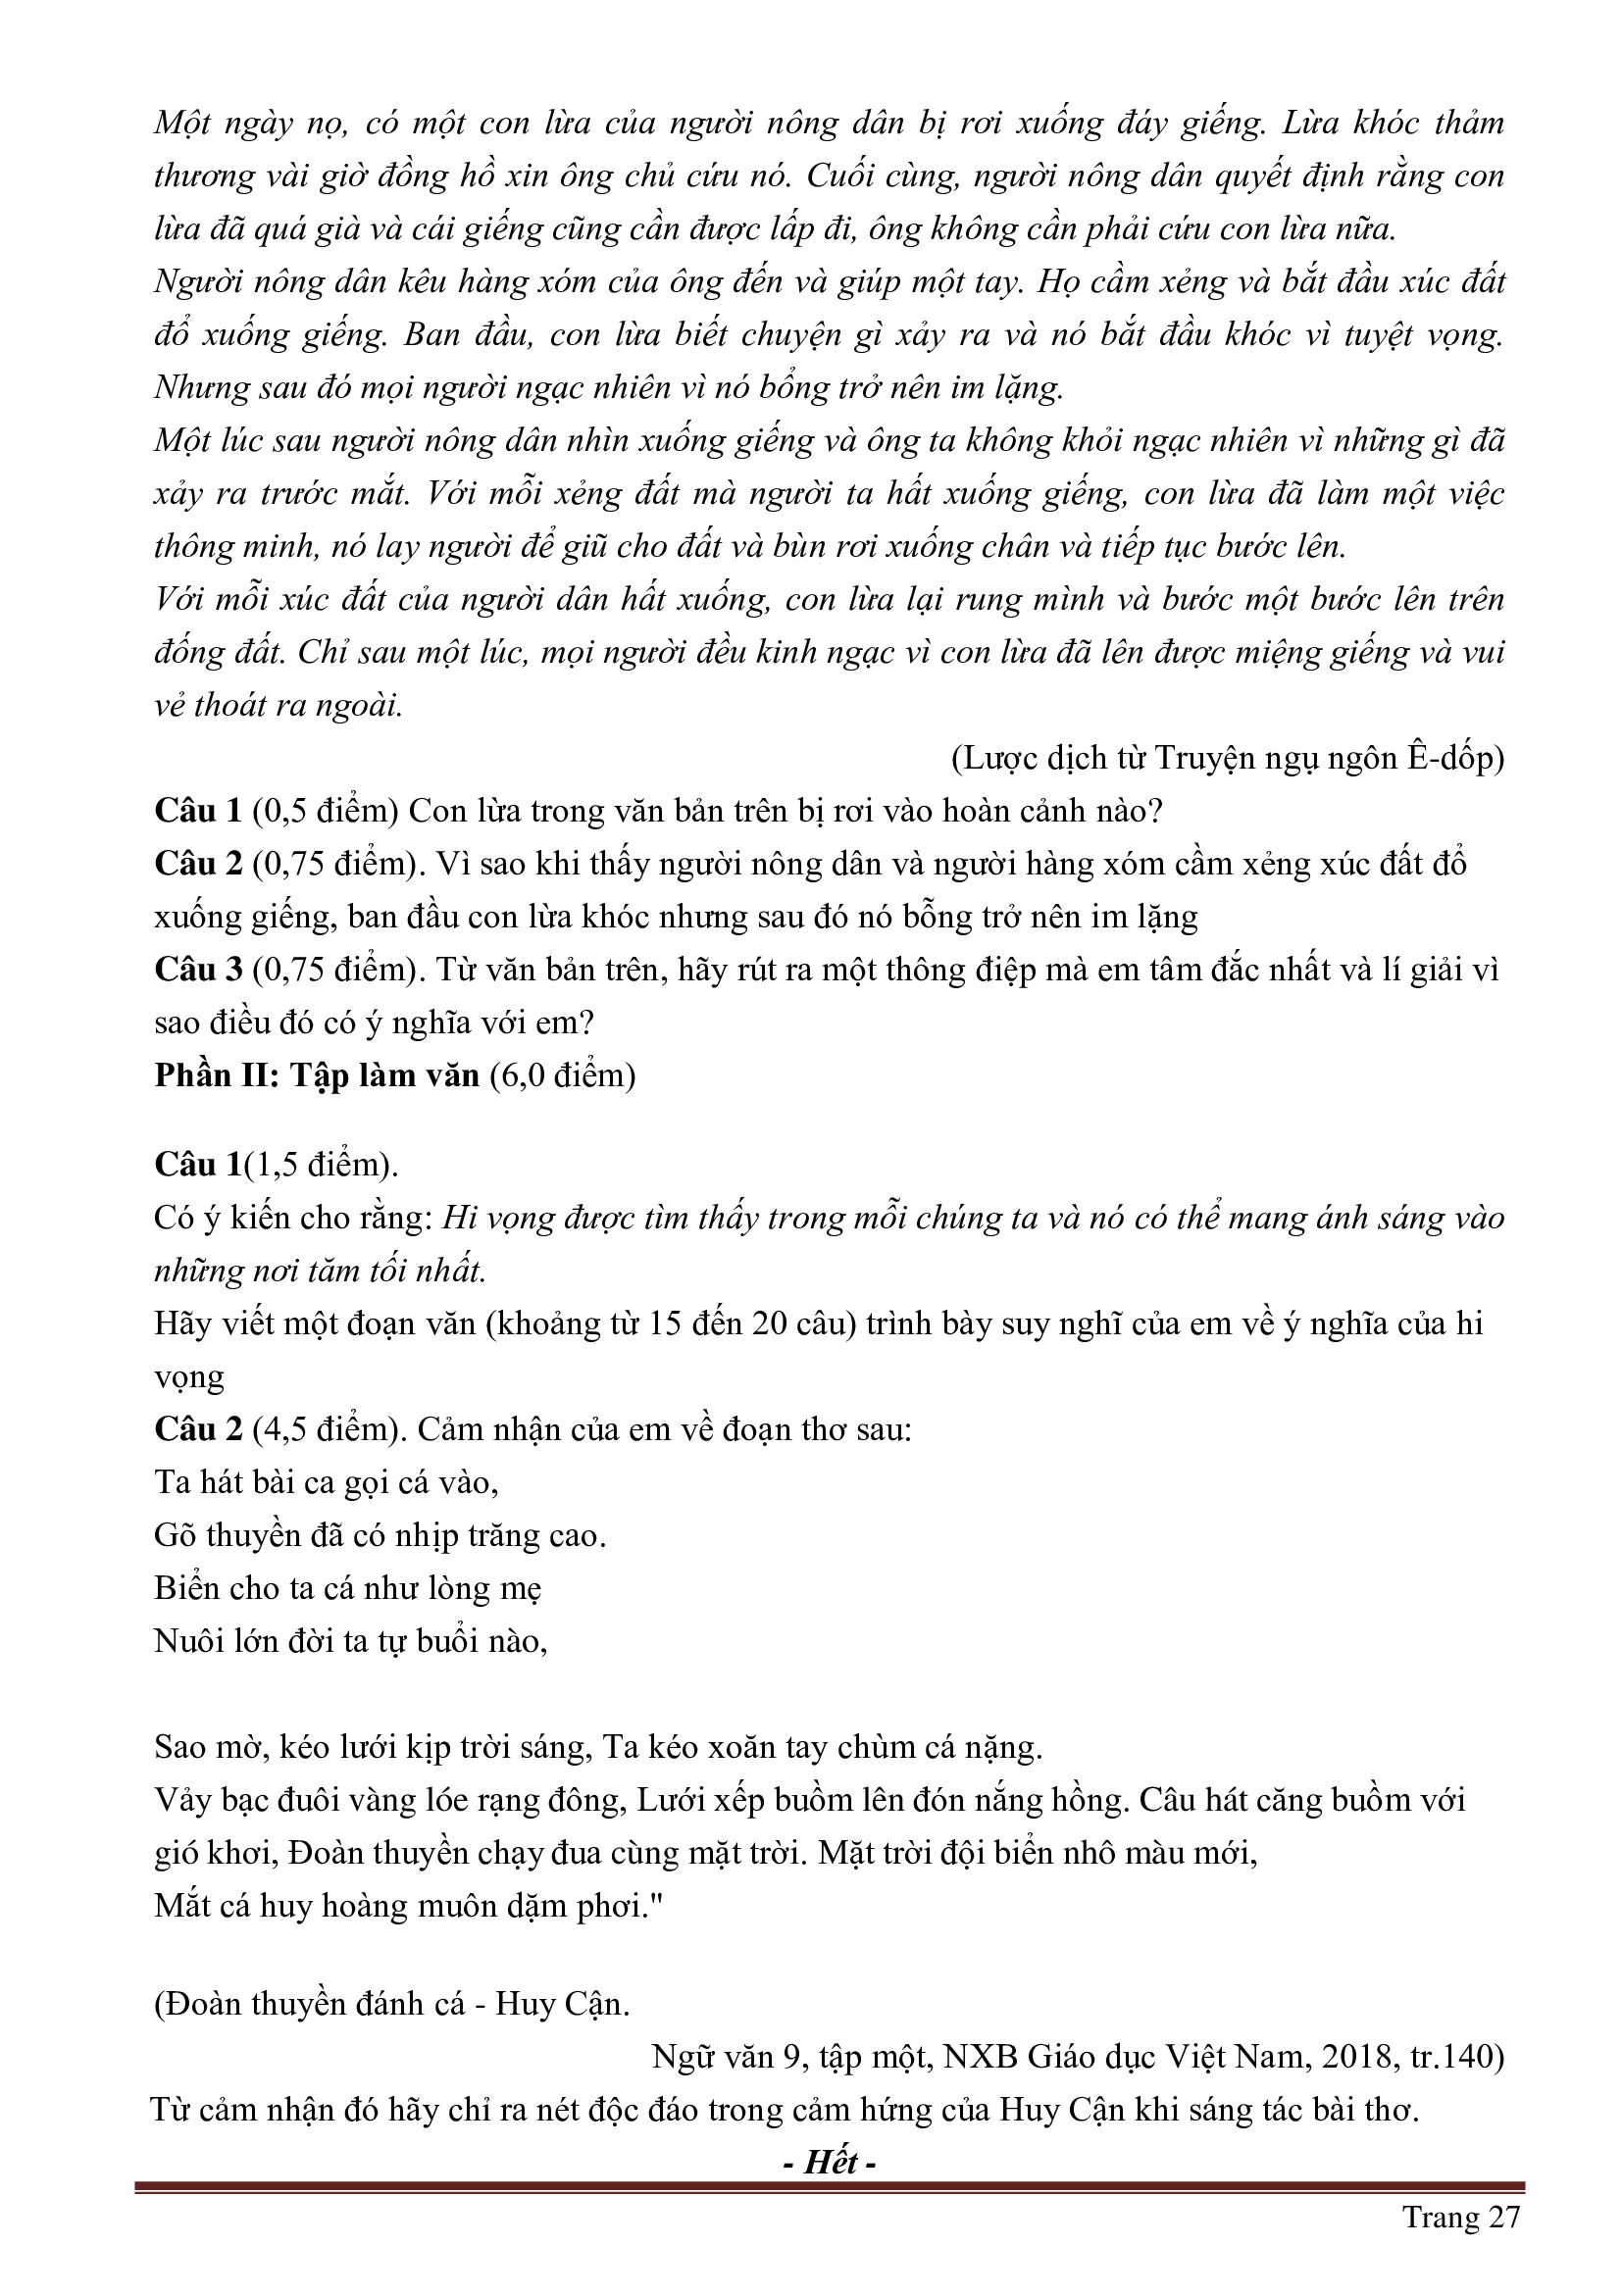 Một ngày nọ, có một con lừa của người nông dân bị rơi xuống đáy giếng. Lừa khóc thảm
thương vài giờ đồng hồ xin ông chủ cứu nó. Cuối cùng, người nông dân quyết định rằng con
lừa đã quá già và cái giếng cũng cần được lấp đi, ông không cần phải cứu con lừa nữa.
Người nông dân kêu hàng xóm của ông đến và giúp một tay. Họ cầm xẻng và bắt đầu xúc đất
đổ xuống giếng. Ban đầu, con lừa biết chuyện gì xảy ra và nó bắt đầu khóc vì tuyệt vọng.
Nhưng sau đó mọi người ngạc nhiên vì nó bổng trở nên im lặng.
Một lúc sau người nông dân nhìn xuống giếng và ông ta không khỏi ngạc nhiên vì những gì đã
xảy ra trước mắt. Với mỗi xẻng đất mà người ta hất xuống giếng, con lừa đã làm một việc
thông minh, nó lay người để giũ cho đất và bùn rơi xuống chân và tiếp tục bước lên.
Với mỗi xúc đất của người dân hất xuống, con lừa lại rung mình và bước một bước lên trên
đống đất. Chỉ sau một lúc, mọi người đều kinh ngạc vì con lừa đã lên được miệng giếng và vui
vẻ thoát ra ngoài.
(Lược dịch từ Truyện ngụ ngôn Ê-dốp)
Câu 1 (0,5 điểm) Con lừa trong văn bản trên bị rơi vào hoàn cảnh nào?
Câu 2 (0,75 điểm). Vì sao khi thấy người nông dân và người hàng xóm cầm xẻng xúc đất đổ
xuống giếng, ban đầu con lừa khóc nhưng sau đó nó bỗng trở nên im lặng
Câu 3 (0,75 điểm). Từ văn bản trên, hãy rút ra một thông điệp mà em tâm đắc nhất và lí giải vì
sao điều đó có ý nghĩa với em?
Phần II: Tập làm văn (6,0 điểm)
Câu 1(1,5 điểm).
Có ý kiến cho rằng: Hi vọng được tìm thấy trong mỗi chúng ta và nó có thể mang ánh sáng vào
những nơi tăm tối nhất.
Hãy viết một đoạn văn (khoảng từ 15 đến 20 câu) trình bày suy nghĩ của em về ý nghĩa của hi
vọng
Câu 2 (4,5 điểm). Cảm nhận của em về đoạn thơ sau:
Ta hát bài ca gọi cá vào,
Gõ thuyền đã có nhịp trăng cao.
Biển cho ta cá như lòng mẹ
Nuôi lớn đời ta tự buổi nào,
Sao mờ, kéo lưới kịp trời sáng, Ta kéo xoăn tay chùm cá nặng.
Vảy bạc đuôi vàng lóe rạng đông, Lưới xếp buồm lên đón nắng hồng. Câu hát căng buồm với
gió khơi, Đoàn thuyền chạy đua cùng mặt trời. Mặt trời đội biển nhô màu mới,
Mắt cá huy hoàng muôn dặm phơi."
(Đoàn thuyền đánh cá - Huy Cận.
Ngữ văn 9, tập một, NXB Giáo dục Việt Nam, 2018, tr.140)
Từ cảm nhận đó hãy chỉ ra nét độc đáo trong cảm hứng của Huy Cận khi sáng tác bài thơ.
- Hết -
Trang 27